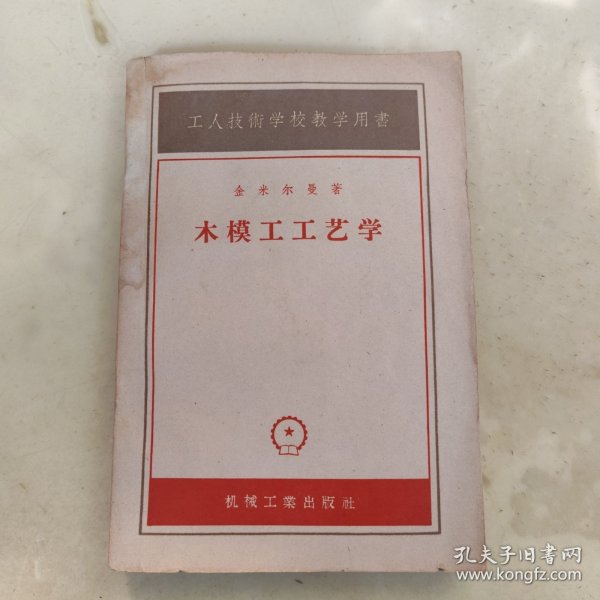 工人技術学校教学用書
金米尔曼著
木模工工艺学
机械工業出版社
孔夫子旧書网
www.kongfz.com